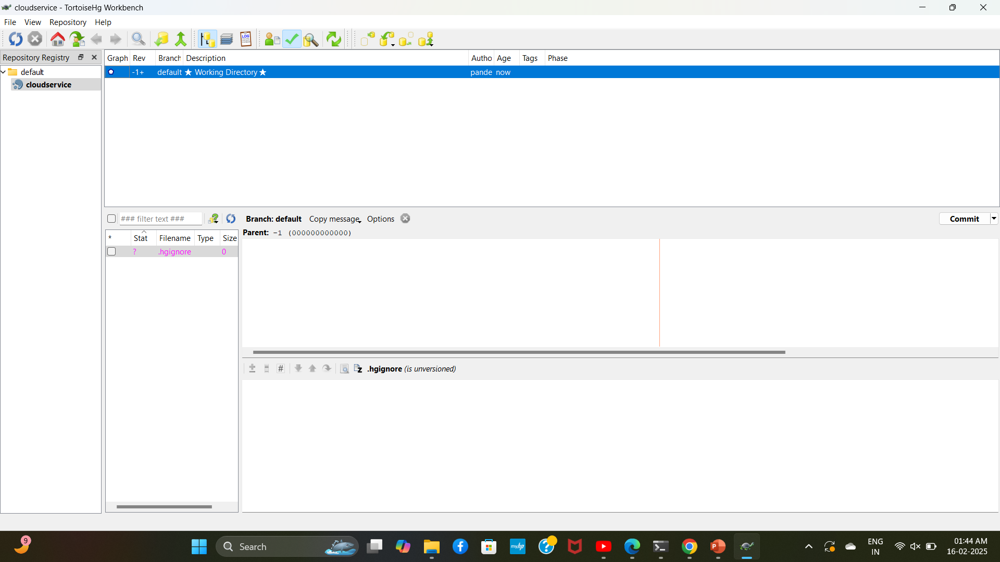 cloudservice - TortoiseHg Workbench
File View Repository Help
LOG
Repository Registry
default
cloudservice
Graph Rev Branch Description Autho Age Tags Phase
-1+ default ★ Working Directory ★ pande now
### filter text ###
Branch: default Copy message Options Commit
Parent: -1 (000000000000)
* Stat Filename Type Size
? .hgignore 0
# .hgignore (is unversioned)
9
Search
myhp
ENG
IN
01:44 AM
16-02-2025